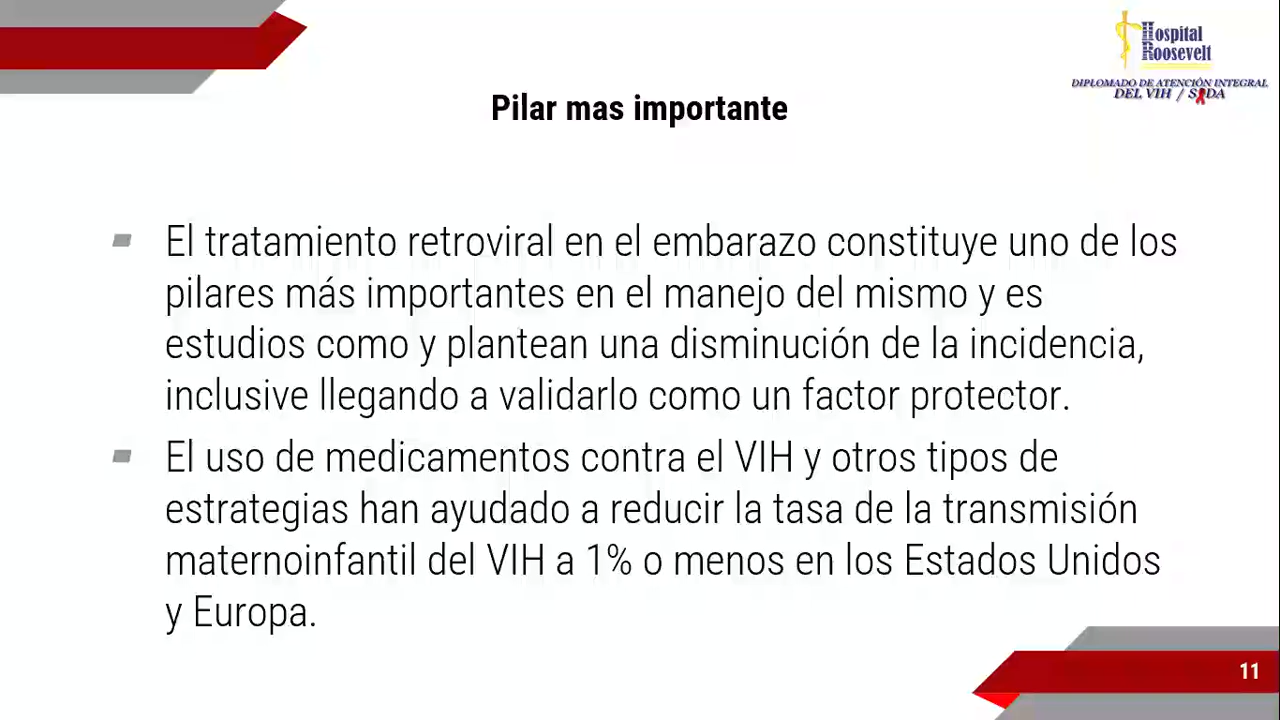 Hospital
Roosevelt
DIPLOMADO DE ATENCIÓN INTEGRAL
DEL VIH / SIDA
Pilar mas importante
El tratamiento retroviral en el embarazo constituye uno de los
pilares más importantes en el manejo del mismo y es
estudios como y plantean una disminución de la incidencia,
inclusive llegando a validarlo como un factor protector.
El uso de medicamentos contra el VIH y otros tipos de
estrategias han ayudado a reducir la tasa de la transmisión
maternoinfantil del VIH a 1% o menos en los Estados Unidos
y Europa.
11